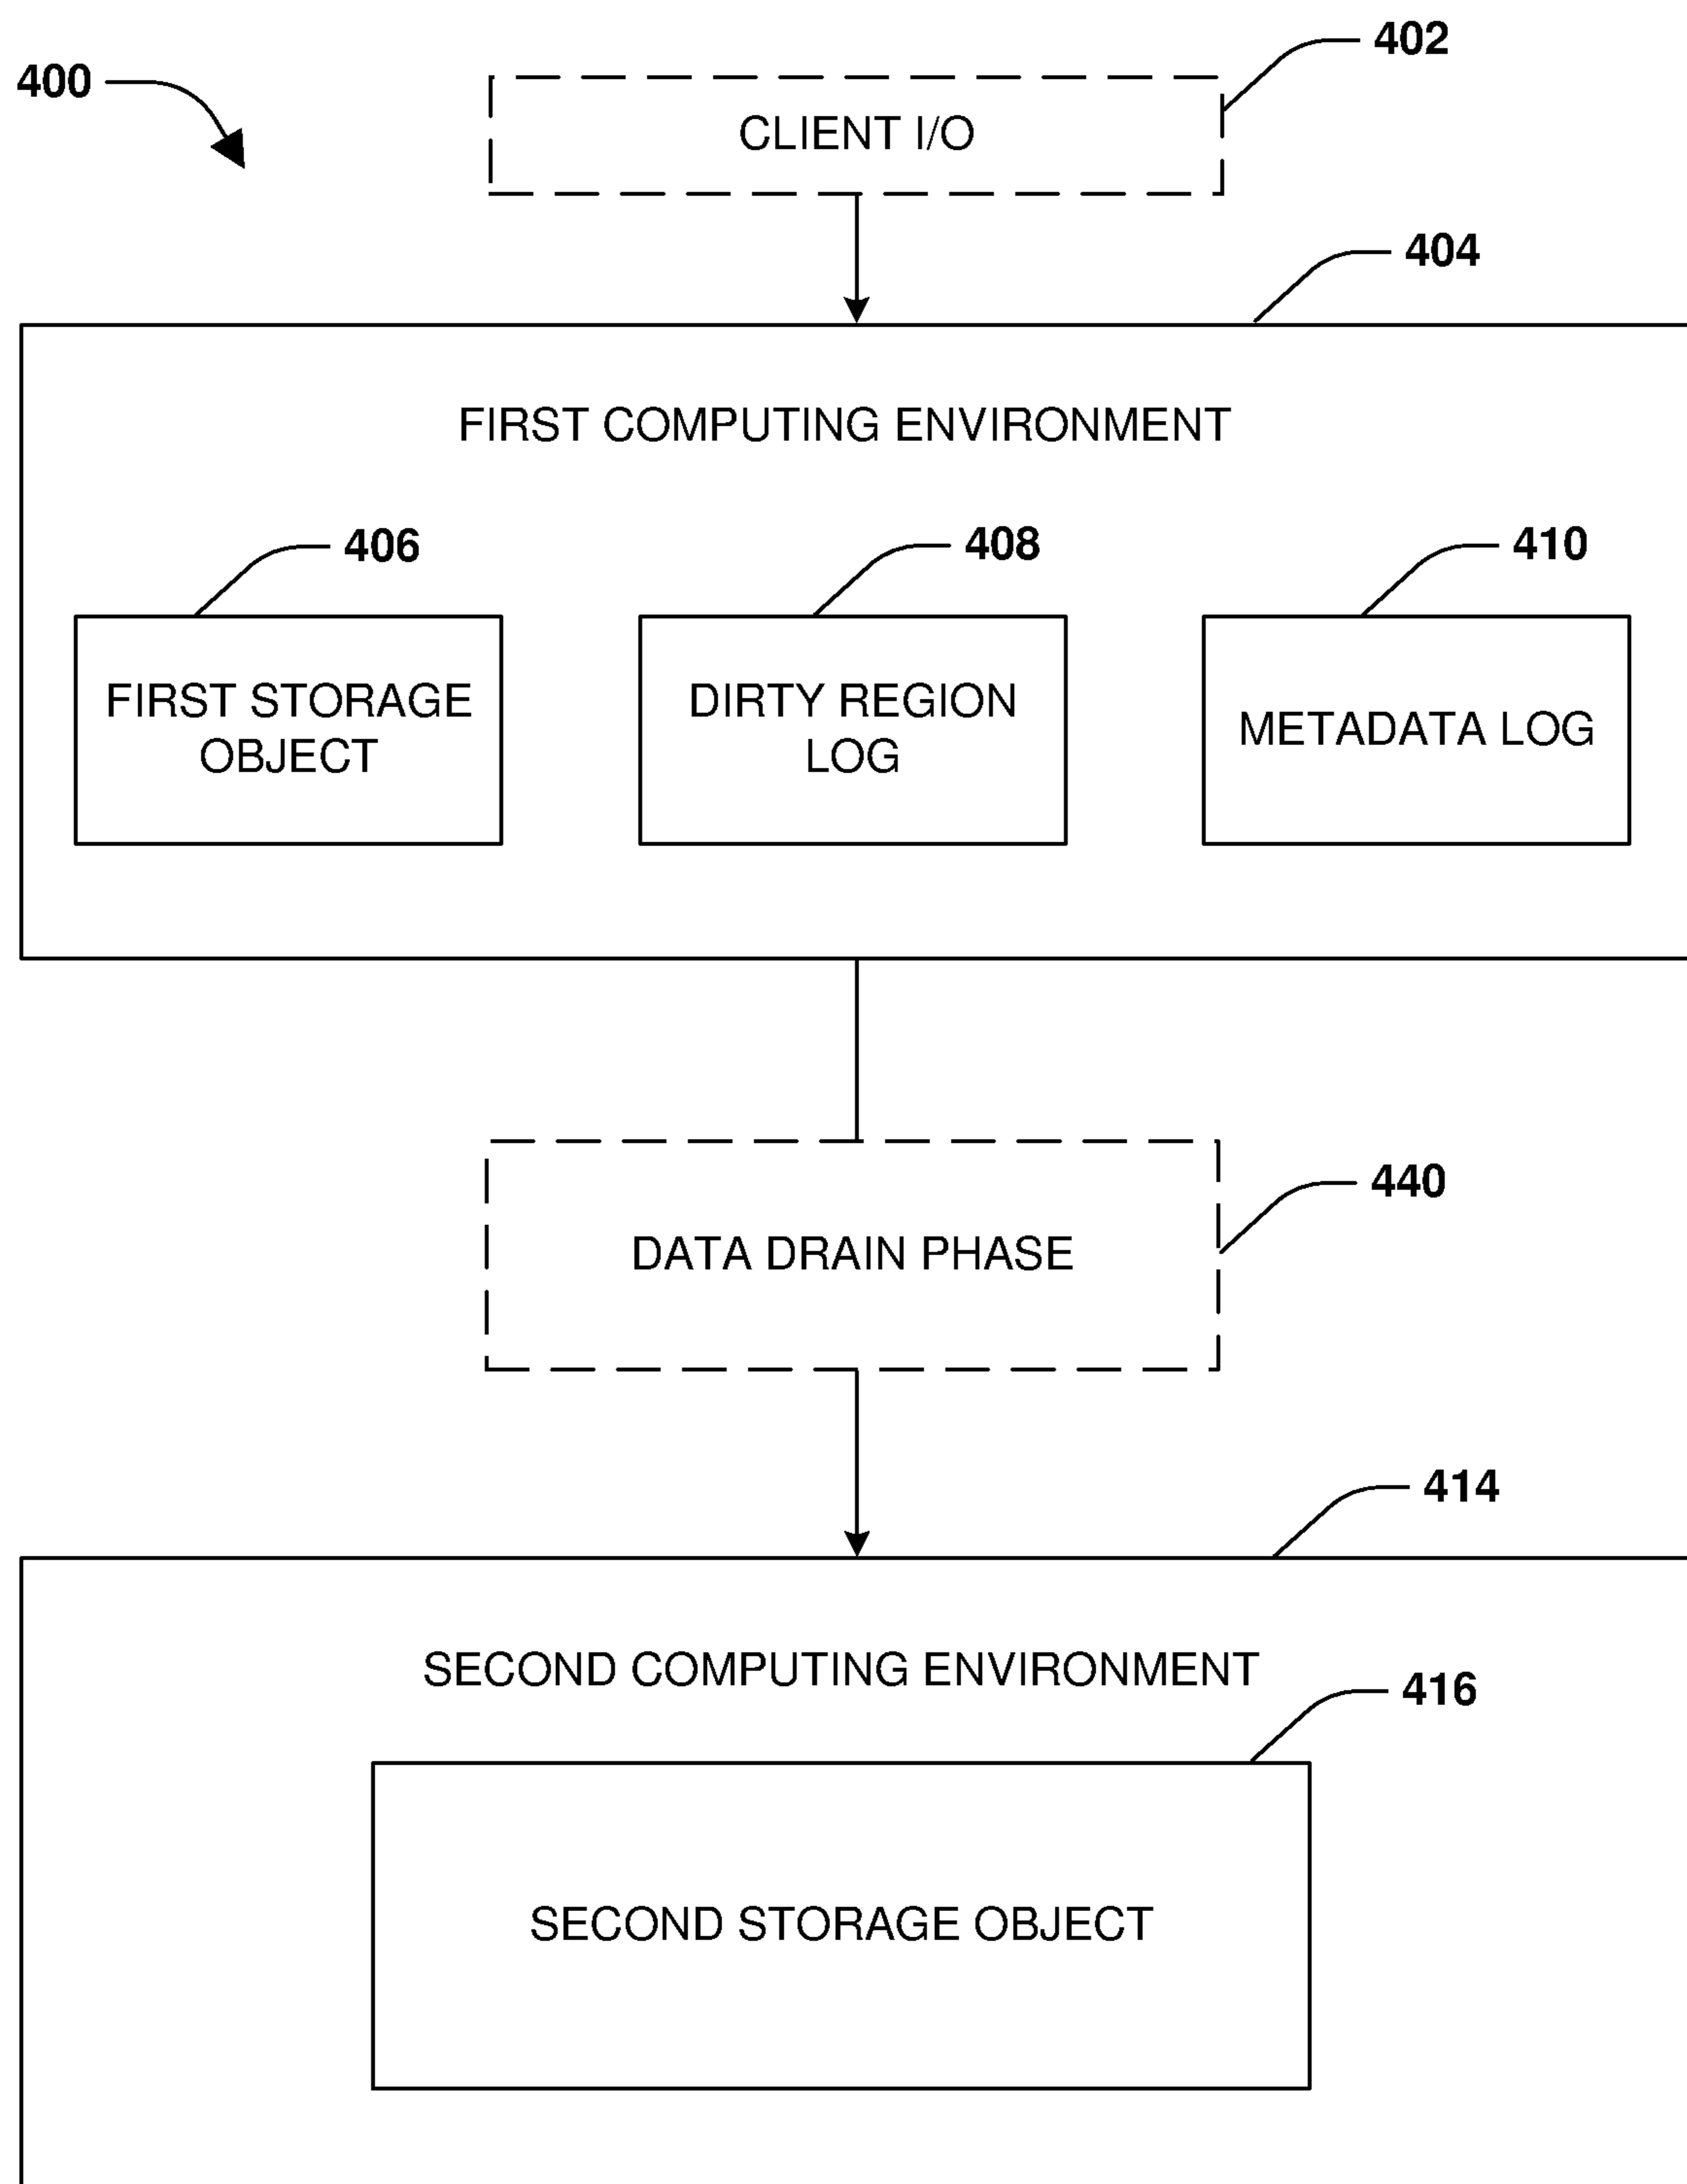 402
400
CLIENT I/O
404
FIRST COMPUTING ENVIRONMENT
406
408
410
FIRST STORAGE
OBJECT
DIRTY REGION
LOG
METADATA LOG
440
DATA DRAIN PHASE
414
SECOND COMPUTING ENVIRONMENT
416
SECOND STORAGE OBJECT